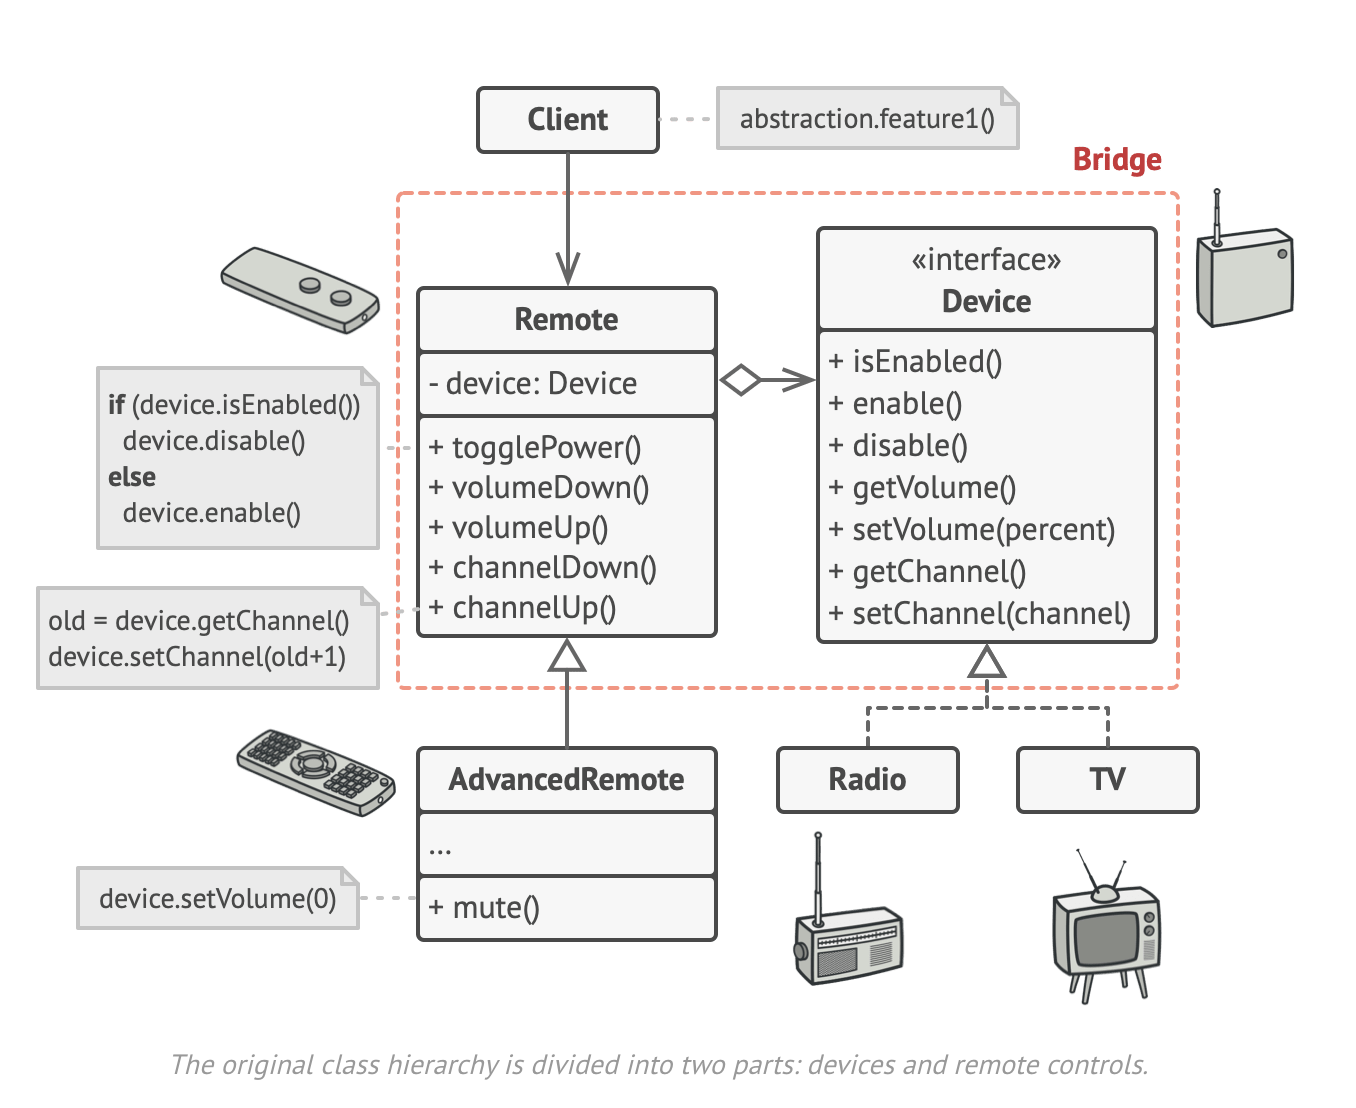 Client
abstraction.feature1()
Bridge
Remote
- device: Device
+ togglePower()
+ volumeDown()
+ volumeUp()
+ channelDown()
+ channelUp()
«interface»
Device
+ isEnabled()
+ enable()
+ disable()
+ getVolume()
+ setVolume(percent)
+ getChannel()
+ setChannel(channel)
if (device.isEnabled())
device.disable()
else
device.enable()
old = device.getChannel()
device.setChannel(old+1)
AdvancedRemote
...
+ mute()
device.setVolume(0)
Radio
TV
The original class hierarchy is divided into two parts: devices and remote controls.